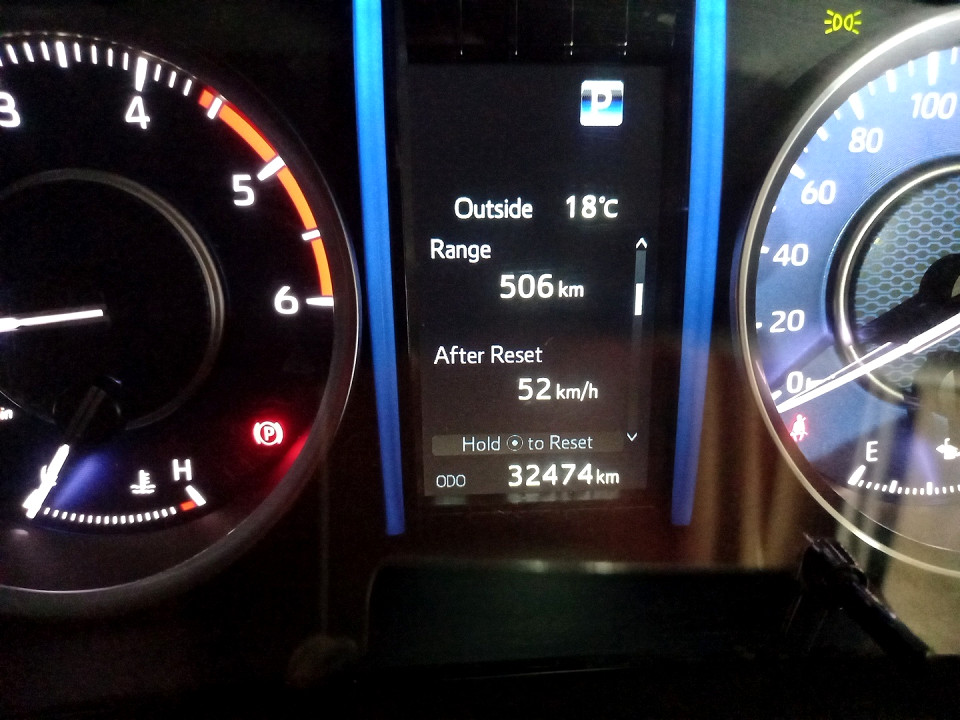 3
4
5
6
H
P
P
Outside 18°C
Range
506 km
After Reset
52 km/h
Hold to Reset
ODO 32474 km
100
80
60
40
20
0
E